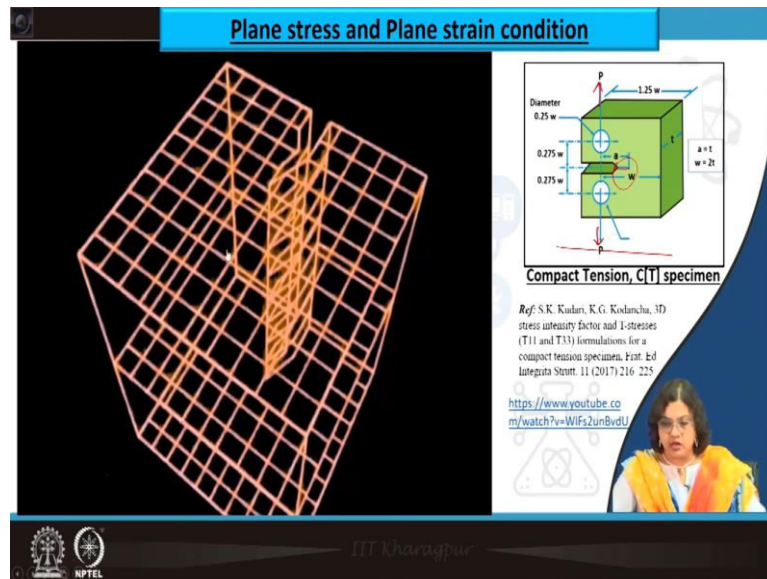 Plane stress and Plane strain condition
P
1.25 w
Diameter
0.25 w
t
0.275 w
a
a = t
w = 2t
W
0.275 w
P
Compact Tension, C[T] specimen
Ref: S.K. Kudari, K.G. Kodancha, 3D
stress intensity factor and T-stresses
(T11 and T33) formulations for a
compact tension specimen, Frat. Ed
Integrita Strutt. 11 (2017) 216 225
https://www.youtube.co
m/watch?v=WlFs2unBvdU
IIT Kharagpur
NPTEL